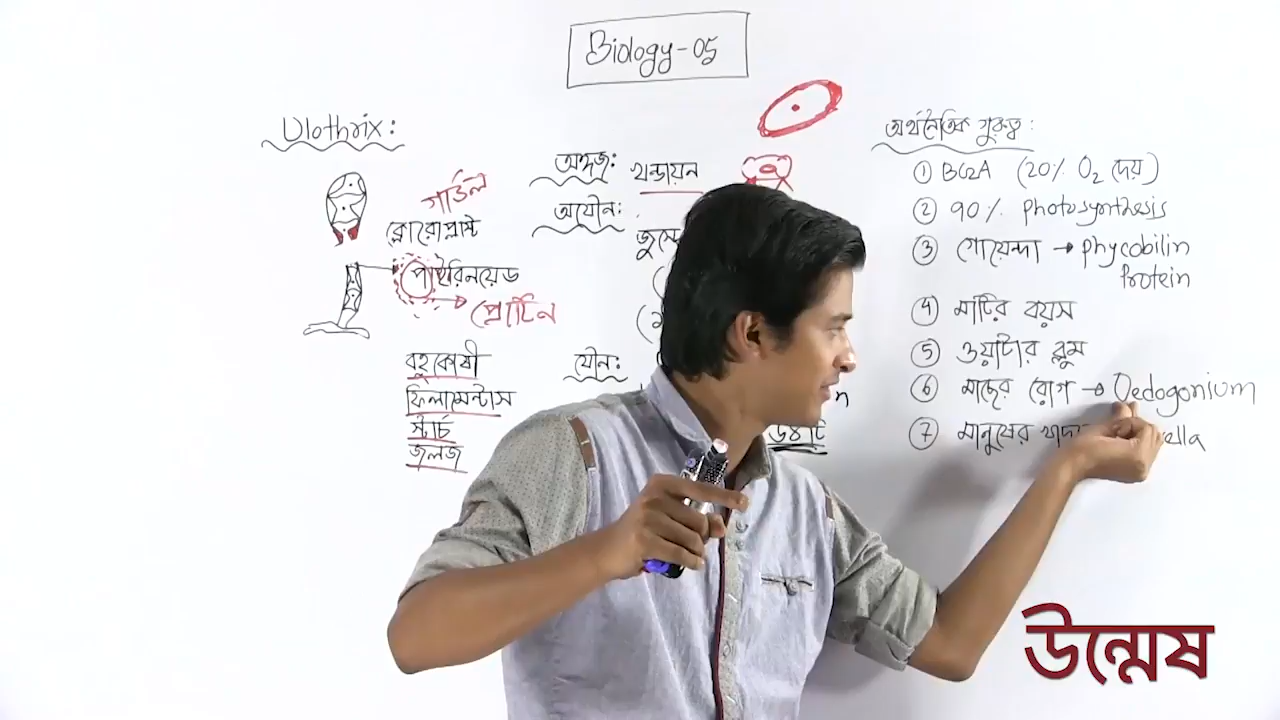 Biology-05
Ulothrix:
গার্ডল
ক্লোরোপ্লাস্ট
পাইরিনয়েড
প্রোটিন
বহুকোষী
ফিলামেন্টাস
স্টার্চ
জলজ
অঙ্গজ: খন্ডায়ন
অযৌন:
যৌন:
অর্থনৈতিক গুরুত্ব:
① BGA (20% O₂ দেয়)
② 90% photosynthesis
③ গোয়েন্দা → phycobilin
Protein
④ মাটির বয়স
⑤ ওয়াটার ব্লুম
⑥ মাছের রোগ → Oedogonium
⑦ মানুষের
উন্মেষ